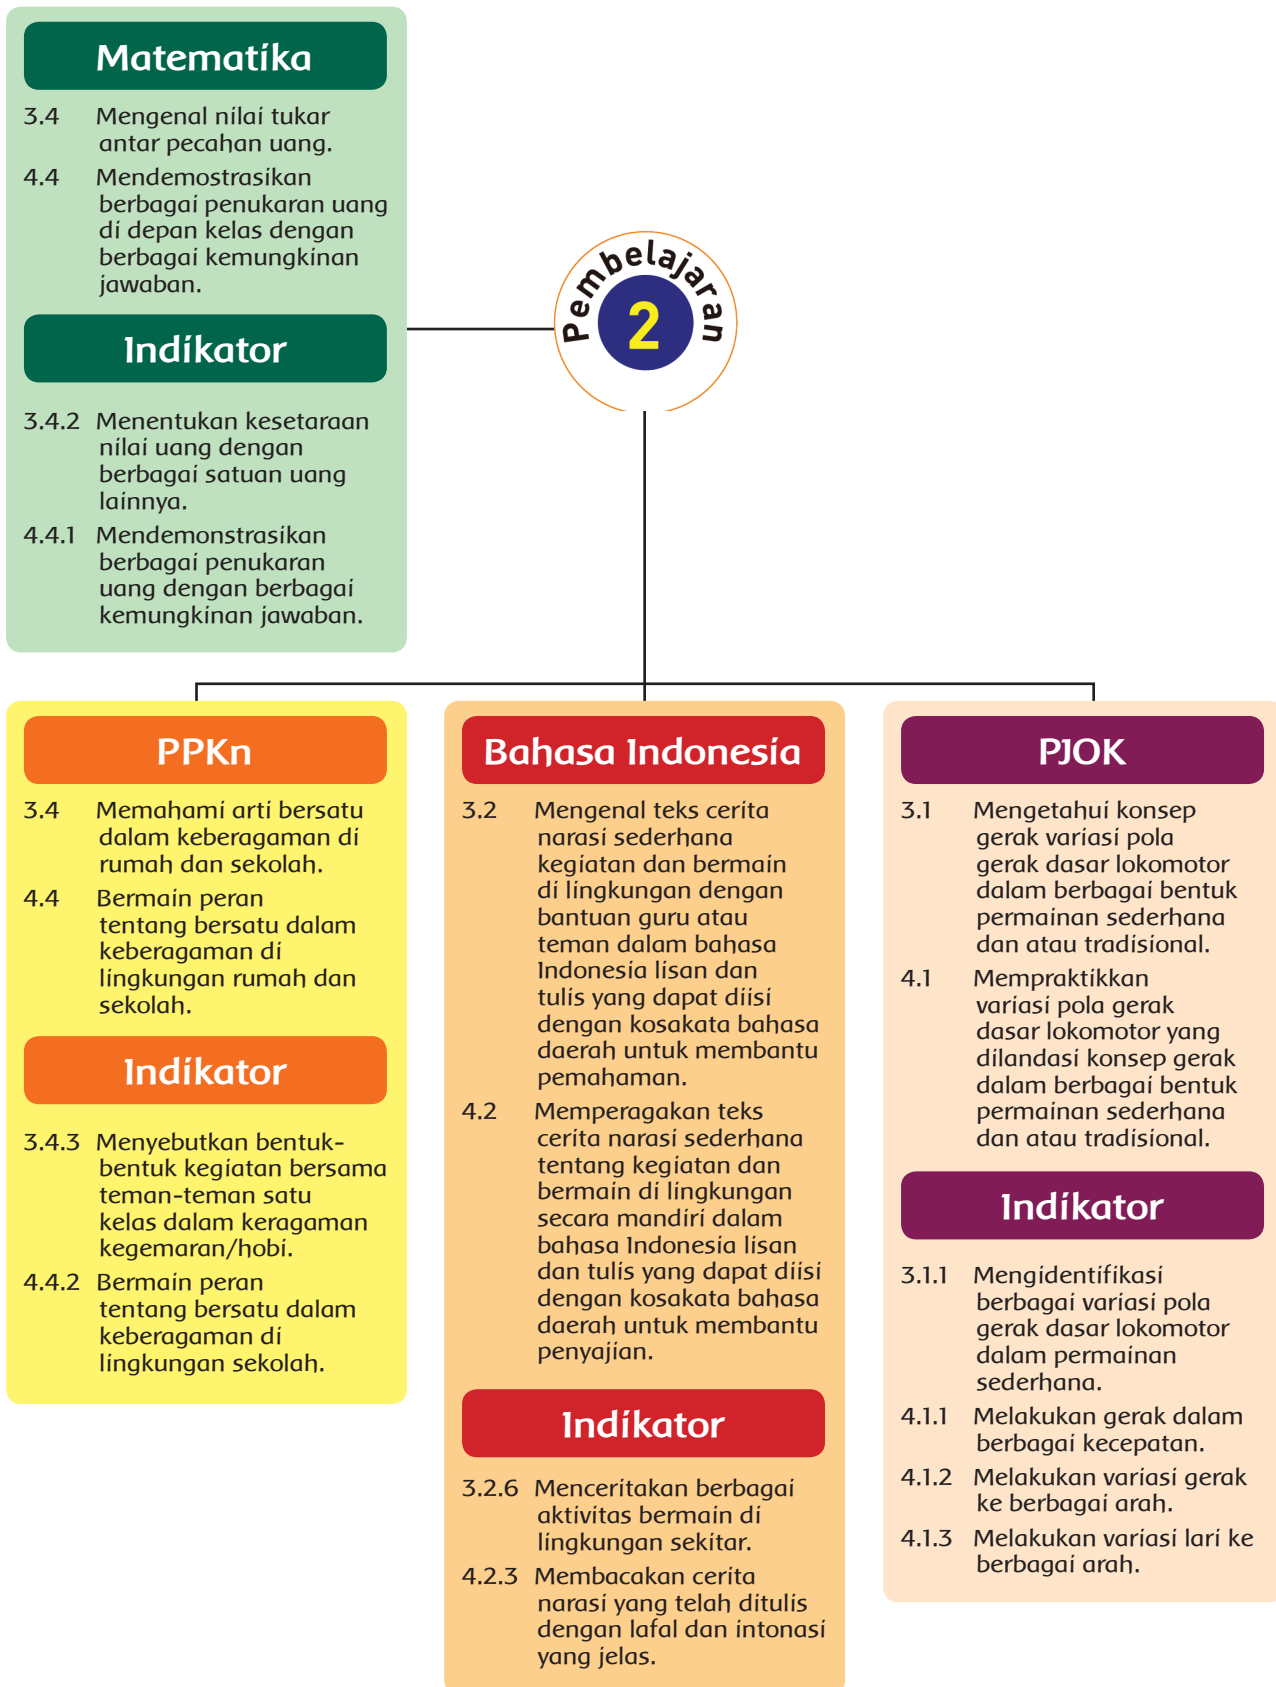 Matematika
3.4 Mengenal nilai tukar
antar pecahan uang.
4.4 Mendemostrasikan
berbagai penukaran uang
di depan kelas dengan
berbagai kemungkinan
jawaban.
Indikator
3.4.2 Menentukan kesetaraan
nilai uang dengan
berbagai satuan uang
lainnya.
4.4.1 Mendemonstrasikan
berbagai penukaran
uang dengan berbagai
kemungkinan jawaban.
Pembelajaran
2
PPKn
3.4 Memahami arti bersatu
dalam keberagaman di
rumah dan sekolah.
4.4 Bermain peran
tentang bersatu dalam
keberagaman di
lingkungan rumah dan
sekolah.
Indikator
3.4.3 Menyebutkan bentuk-
bentuk kegiatan bersama
teman-teman satu
kelas dalam keragaman
kegemaran/hobi.
4.4.2 Bermain peran
tentang bersatu dalam
keberagaman di
lingkungan sekolah.
Bahasa Indonesia
3.2 Mengenal teks cerita
narasi sederhana
kegiatan dan bermain
di lingkungan dengan
bantuan guru atau
teman dalam bahasa
Indonesia lisan dan
tulis yang dapat diisi
dengan kosakata bahasa
daerah untuk membantu
pemahaman.
4.2 Memperagakan teks
cerita narasi sederhana
tentang kegiatan dan
bermain di lingkungan
secara mandiri dalam
bahasa Indonesia lisan
dan tulis yang dapat diisi
dengan kosakata bahasa
daerah untuk membantu
penyajian.
Indikator
3.2.6 Menceritakan berbagai
aktivitas bermain di
lingkungan sekitar.
4.2.3 Membacakan cerita
narasi yang telah ditulis
dengan lafal dan intonasi
yang jelas.
PJOK
3.1 Mengetahui konsep
gerak variasi pola
gerak dasar lokomotor
dalam berbagai bentuk
permainan sederhana
dan atau tradisional.
4.1 Mempraktikkan
variasi pola gerak
dasar lokomotor yang
dilandasi konsep gerak
dalam berbagai bentuk
permainan sederhana
dan atau tradisional.
Indikator
3.1.1 Mengidentifikasi
berbagai variasi pola
gerak dasar lokomotor
dalam permainan
sederhana.
4.1.1 Melakukan gerak dalam
berbagai kecepatan.
4.1.2 Melakukan variasi gerak
ke berbagai arah.
4.1.3 Melakukan variasi lari ke
berbagai arah.